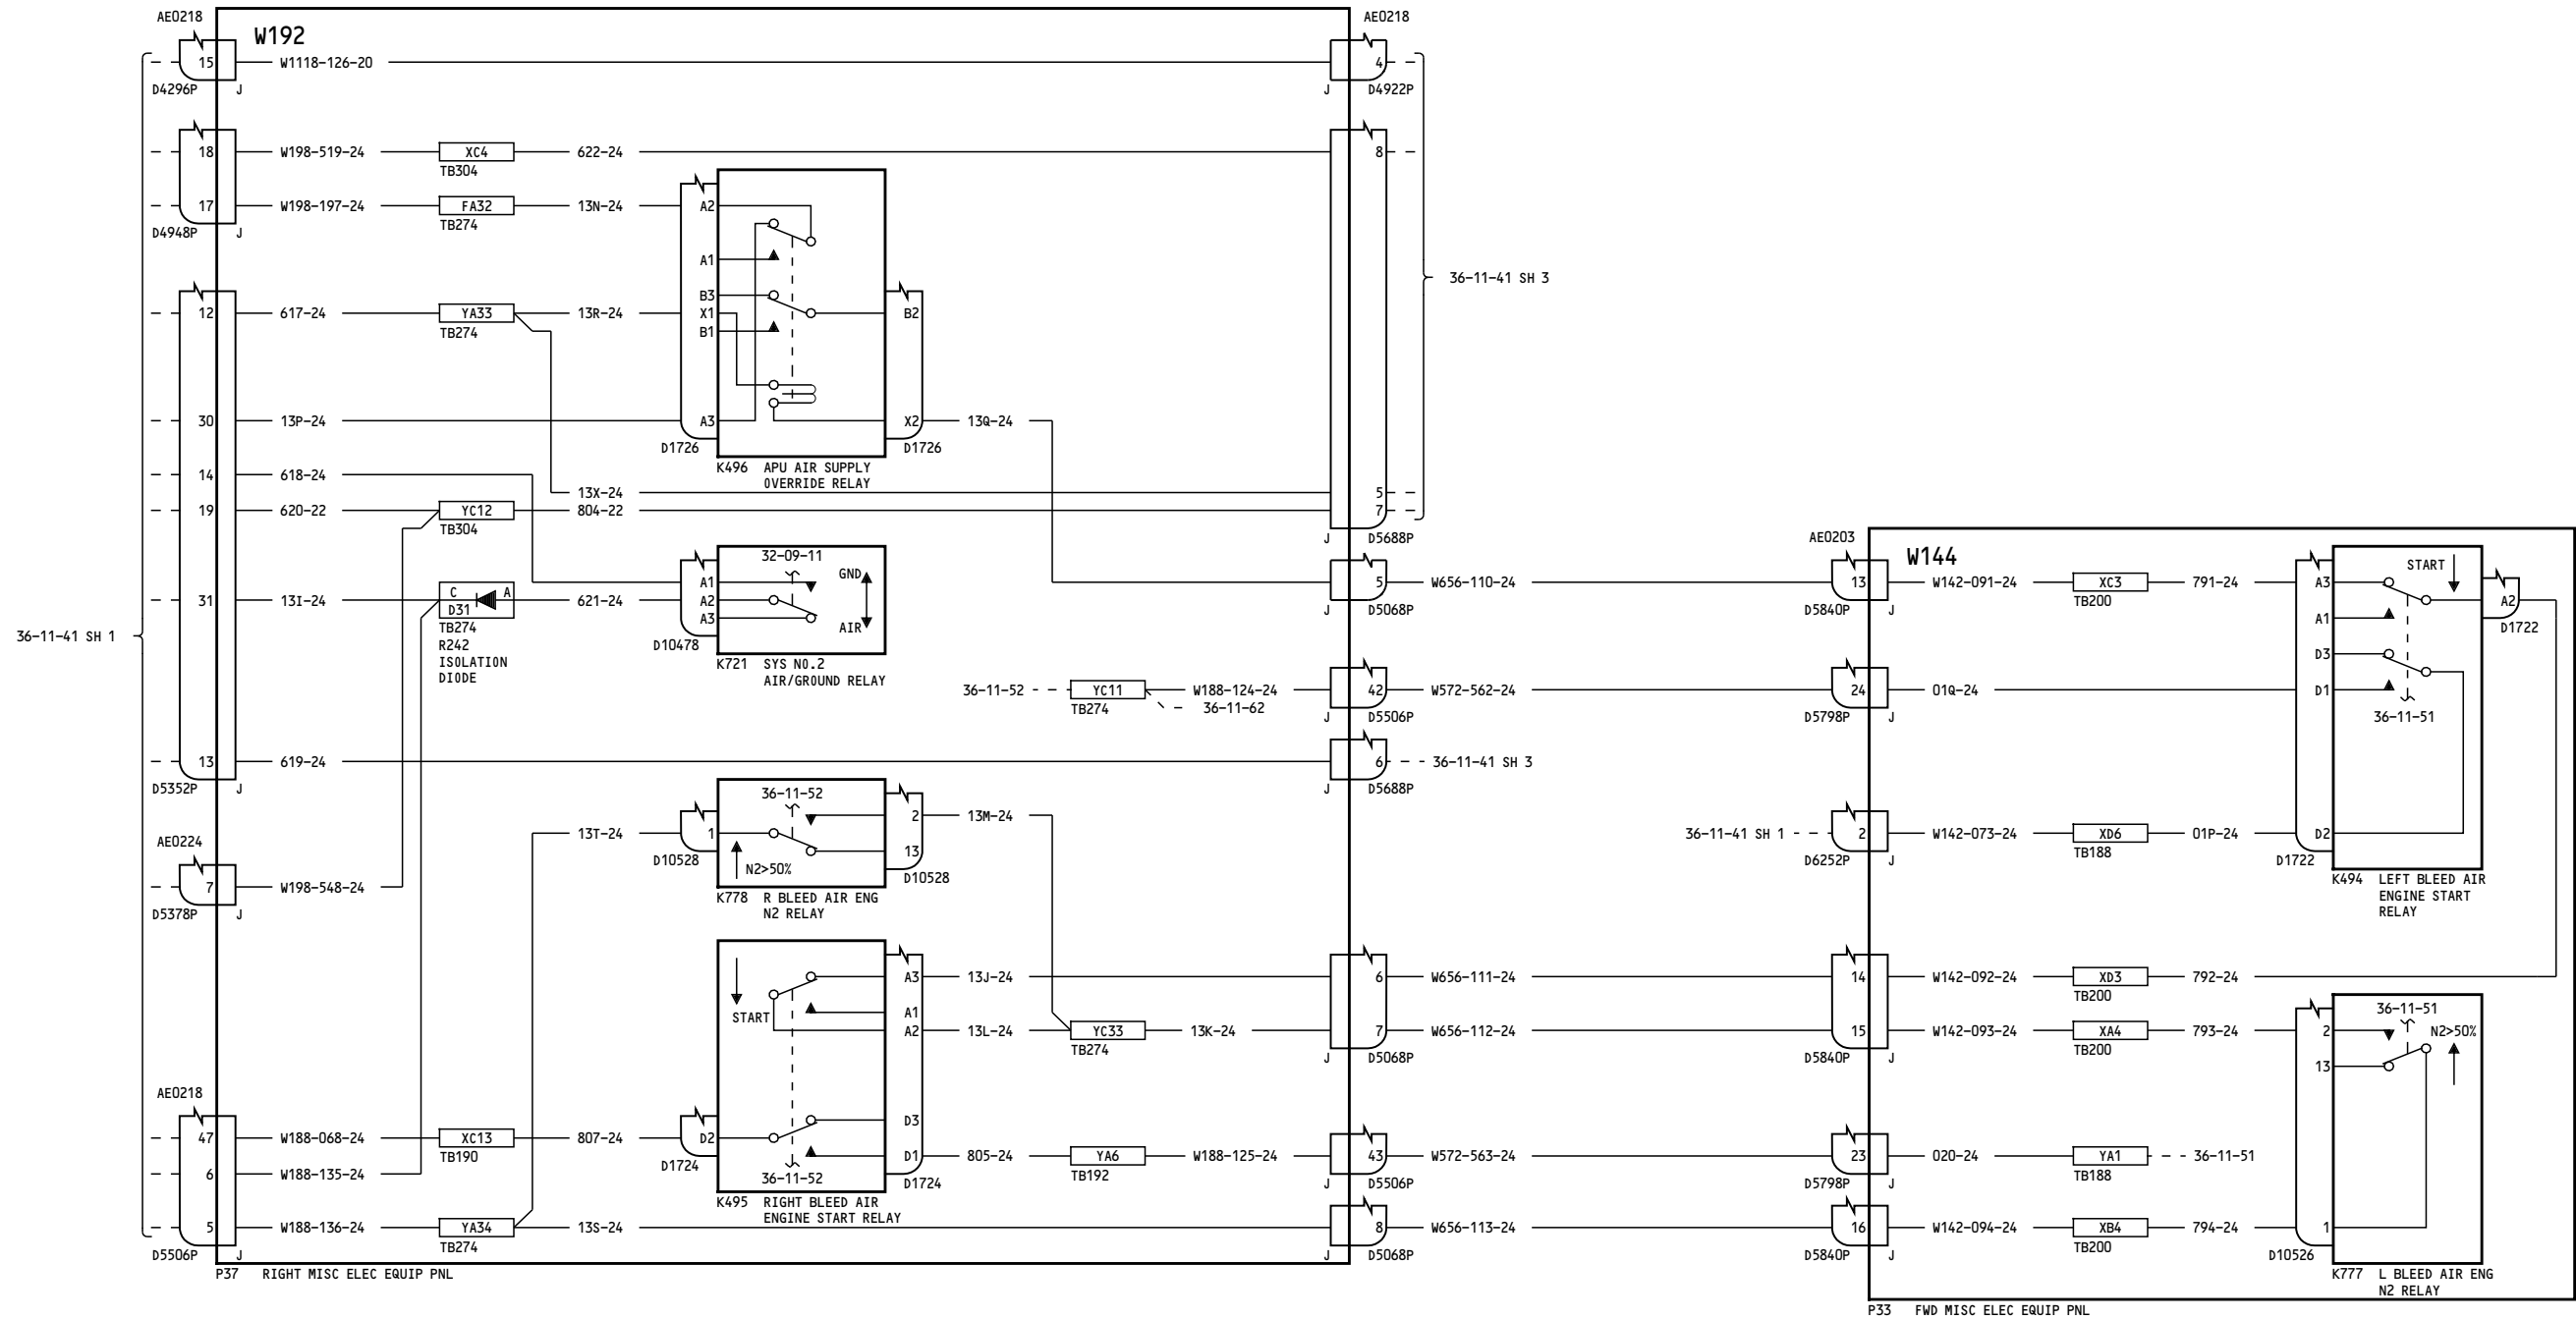 AE0218
W192
AE0218
15
W1118-126-20
4
D4296P
J
J
D4922P
18
W198-519-24
XC4
622-24
8
TB304
17
W198-197-24
FA32
13N-24
A2
D4948P
J
TB274
A1
36-11-41 SH 3
B3
12
617-24
YA33
13R-24
X1
B2
TB274
B1
30
13P-24
A3
X2
13Q-24
D1726
D1726
14
618-24
K496
APU AIR SUPPLY
OVERRIDE RELAY
13X-24
5
19
620-22
YC12
804-22
7
TB304
J
D5688P
AE0203
W144
32-09-11
START
A1
GND
5
W656-110-24
13
W142-091-24
XC3
791-24
A3
31
13I-24
C
D31
A
621-24
A2
J
D5068P
D5840P
J
TB200
A2
A3
AIR
A1
D1722
36-11-41 SH 1
TB274
R242
ISOLATION
DIODE
D10478
K721
SYS NO.2
AIR/GROUND RELAY
D3
36-11-52
YC11
W188-124-24
42
W572-562-24
24
01Q-24
D1
TB274
36-11-62
J
D5506P
D5798P
J
36-11-51
13
619-24
6
36-11-41 SH 3
D5352P
J
J
D5688P
36-11-52
2
13M-24
13T-24
1
36-11-41 SH 1
2
W142-073-24
XD6
01P-24
D2
AE0224
13
D10528
N2>50%
D10528
D6252P
J
TB188
D1722
7
W198-548-24
K778
R BLEED AIR ENG
N2 RELAY
K494
LEFT BLEED AIR
ENGINE START
RELAY
D5378P
J
A3
13J-24
6
W656-111-24
14
W142-092-24
XD3
792-24
TB200
START
A1
36-11-51
A2
13L-24
YC33
13K-24
7
W656-112-24
15
W142-093-24
XA4
793-24
2
N2>50%
TB274
J
D5068P
D5840P
J
TB200
13
AE0218
D3
47
W188-068-24
XC13
807-24
D2
TB190
D1724
D1
805-24
YA6
W188-125-24
43
W572-563-24
23
020-24
YA1
36-11-51
6
W188-135-24
36-11-52
D1724
TB192
J
D5506P
D5798P
J
TB188
K495
RIGHT BLEED AIR
ENGINE START RELAY
5
W188-136-24
YA34
13S-24
8
W656-113-24
16
W142-094-24
XB4
794-24
1
D5506P
J
TB274
J
D5068P
D5840P
J
TB200
D10526
P37
RIGHT MISC ELEC EQUIP PNL
K777
L BLEED AIR ENG
N2 RELAY
P33
FWD MISC ELEC EQUIP PNL